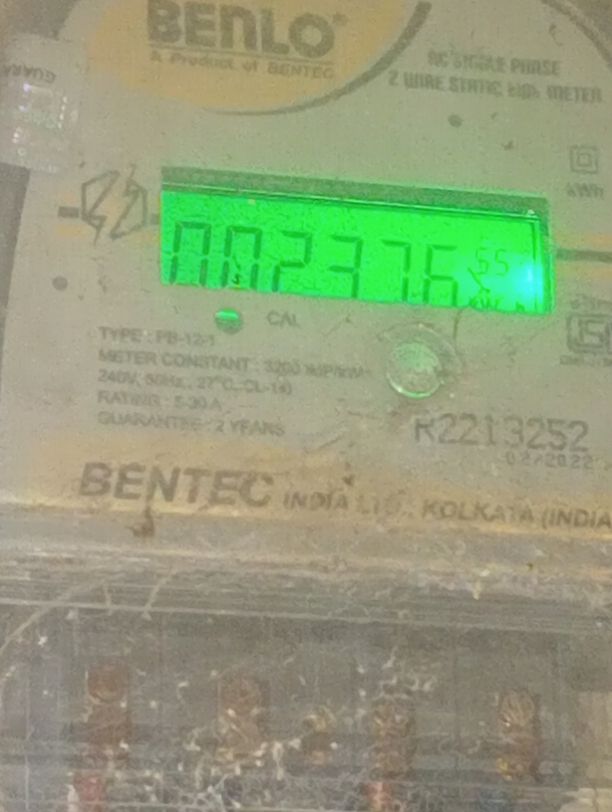 BENLO
A Product of BENTEC
AC SINGLE PHASE
2 WIRE STATIC kWh METER
GUARA
kWh
002376 55
CAL
TYPE : PB-12-1
METER CONSTANT : 3200 IMP/kWh
240V, 50Hz, 27°C, CL-1.0
RATING : 5-30 A
GUARANTEE : 2 YEARS
R2213252
02/2022
BENTEC INDIA LTD., KOLKATA (INDIA